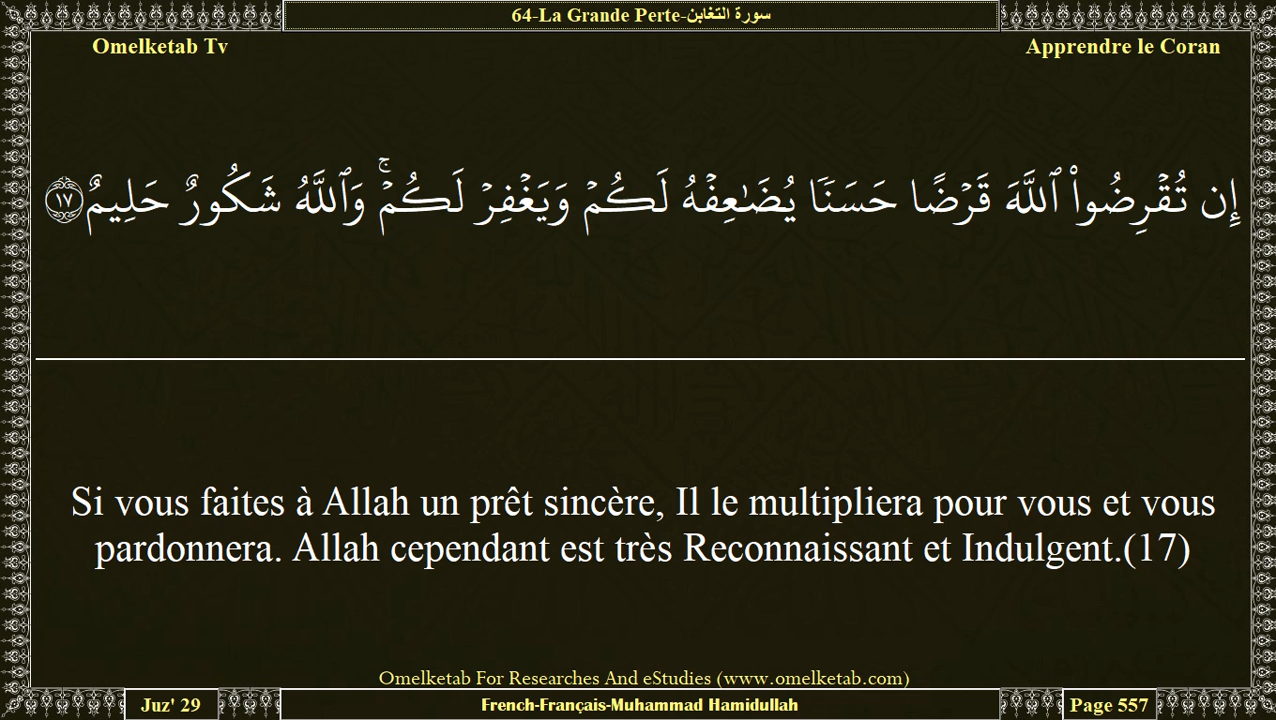 64-La Grande Perte-سورة التغابن
Omelketab Tv
Apprendre le Coran
إِن تُقْرِضُوا۟ ٱللَّهَ قَرْضًا حَسَنًا يُضَـٰعِفْهُ لَكُمْ وَيَغْفِرْ لَكُمْ ۚ وَٱللَّهُ شَكُورٌ حَلِيمٌ ١٧
Si vous faites à Allah un prêt sincère, Il le multipliera pour vous et vous
pardonnera. Allah cependant est très Reconnaissant et Indulgent.(17)
Omelketab For Researches And eStudies (www.omelketab.com)
Juz' 29
French-Français-Muhammad Hamidullah
Page 557